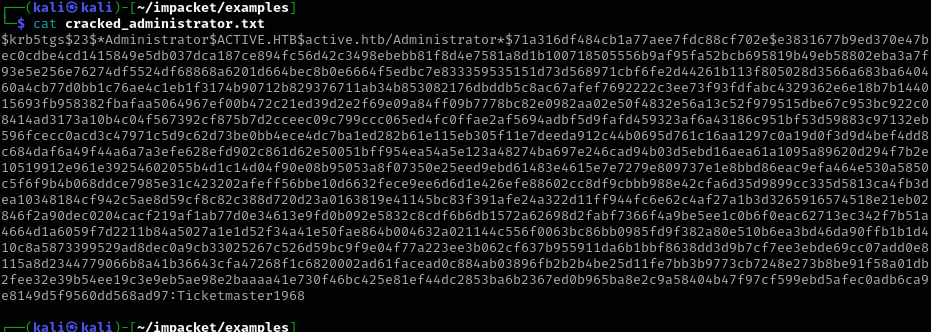 ┌──(kali㉿kali)-[~/impacket/examples]
└─$ cat cracked_administrator.txt
$krb5tgs$23$*Administrator$ACTIVE.HTB$active.htb/Administrator*$71a316df484cb1a77aee7fdc88cf702e$e3831677b9ed370e47b
ec0cdbe4cd1415849e5db037dca187ce894fc56d42c3498ebebb81f8d4e7581a8d1b100718505556b9af95fa52bcb695819b49eb58802eba3a7f
93e5e256e76274df5524df68868a6201d664bec8b0e6664f5edbc7e833359535151d73d568971cbf6fe2d44261b113f805028d3566a683ba6404
60a4cb77d0bb1c76ae4c1eb1f3174b90712b829376711ab34b853082176dbddb5c8ac67afef7692222c3ee73f93fdfabc4329362e6e18b7b1440
15693fb958382fbafaa5064967ef00b472c21ed39d2e2f69e09a84ff09b7778bc82e0982aa02e50f4832e56a13c52f979515dbe67c953bc922c0
8414ad3173a10b4c04f567392cf875b7d2cceec09c799ccc065ed4fc0ffae2af5694adbf5d9fafd459323af6a43186c951bf53d59883c97132eb
596fcecc0acd3c47971c5d9c62d73be0bb4ece4dc7ba1ed282b61e115eb305f11e7deeda912c44b0695d761c16aa1297c0a19d0f3d9d4bef4dd8
c684daf6a49f44a6a7a3efe628efd902c861d62e50051bff954ea54a5e123a48274ba697e246cad94b03d5ebd16aea61a1095a89620d294f7b2e
10519912e961e39254602055b4d1c14d04f90e08b95053a8f07350e25eed9ebd61483e4615e7e7279e809737e1e8bbd86eac9efa464e530a5850
c5f6f9b4b068ddce7985e31c423202afeff56bbe10d6632fece9ee6d6d1e426efe88602cc8df9cbbb988e42cfa6d35d9899cc335d5813ca4fb3d
ea10348184cf942c5ae8d59cf8c82c388d720d23a0163819e41145bc83f391afe24a322d11ff944fc6e62c4af27a1b3d3265916574518e21eb02
846f2a90dec0204cacf219af1ab77d0e34613e9fd0b092e5832c8cdf6b6db1572a62698d2fabf7366f4a9be5ee1c0b6f0eac62713ec342f7b51a
4664d1a6059f7d2211b84a5027a1e1d52f34a41e50fae864b004632a021144c556f0063bc86bb0985fd9f382a80e510b6ea3bd46da90ffb1b1d4
10c8a5873399529ad8dec0a9cb33025267c526d59bc9f9e04f77a223ee3b062cf637b955911da6b1bbf8638dd3d9b7cf7ee3ebde69cc07add0e8
115a8d2344779066b8a41b36643cfa47268f1c6820002ad61facead0c884ab03896fb2b2b4be25d11fe7bb3b9773cb7248e273b8be91f58a01db
2fee32e39b54ee19c3e9eb5ae98e2baaaa41e730f46bc425e81ef44dc2853ba6b2367ed0b965ba8e2c9a58404b47f97cf599ebd5afec0adb6ca9
e8149d5f9560dd568ad97:Ticketmaster1968
┌──(kali㉿kali)-[~/impacket/examples]